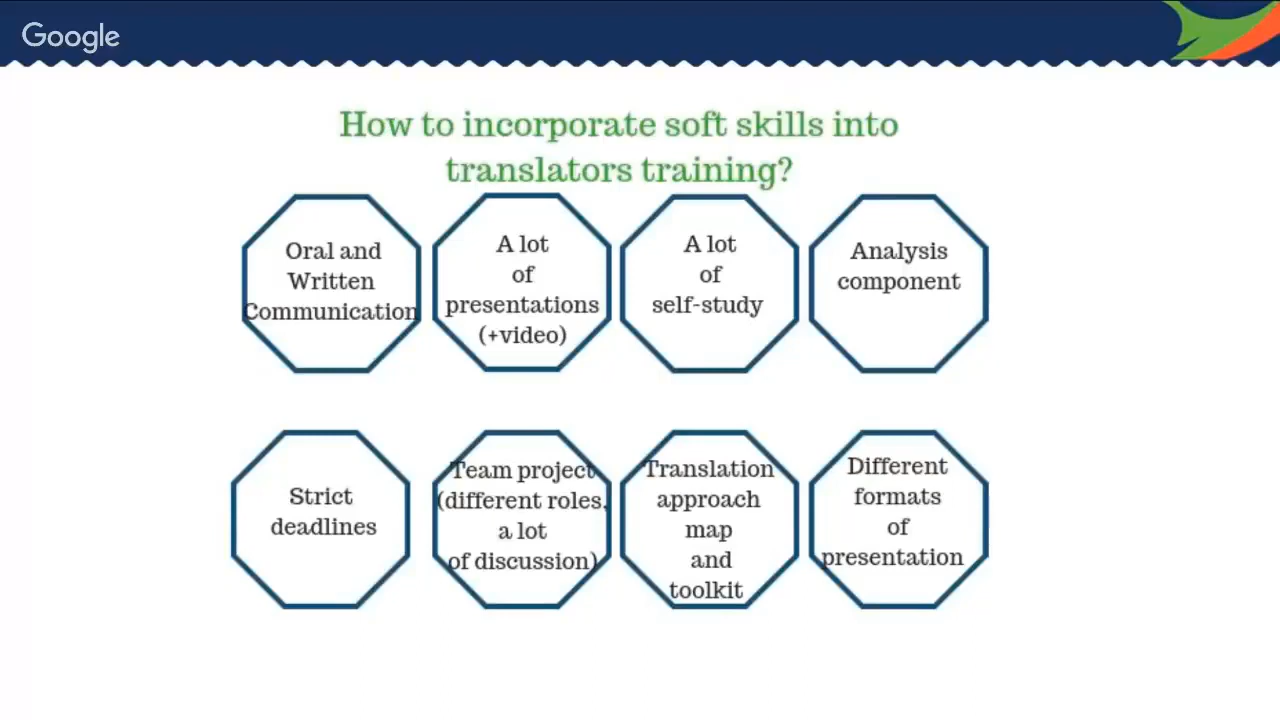 Google
How to incorporate soft skills into
translators training?
Oral and
Written
Communication
A lot
of
presentations
(+video)
A lot
of
self-study
Analysis
component
Strict
deadlines
Team project
(different roles,
a lot
of discussion)
Translation
approach
map
and
toolkit
Different
formats
of
presentation